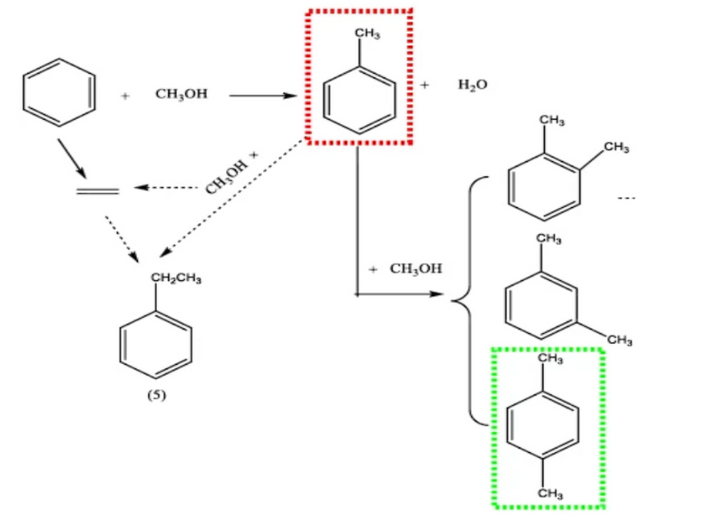 CH₃
+ CH₃OH + H₂O
CH₃
CH₃
CH₃OH +
CH₃
+ CH₃OH
CH₂CH₃
CH₃
CH₃
(5)
CH₃